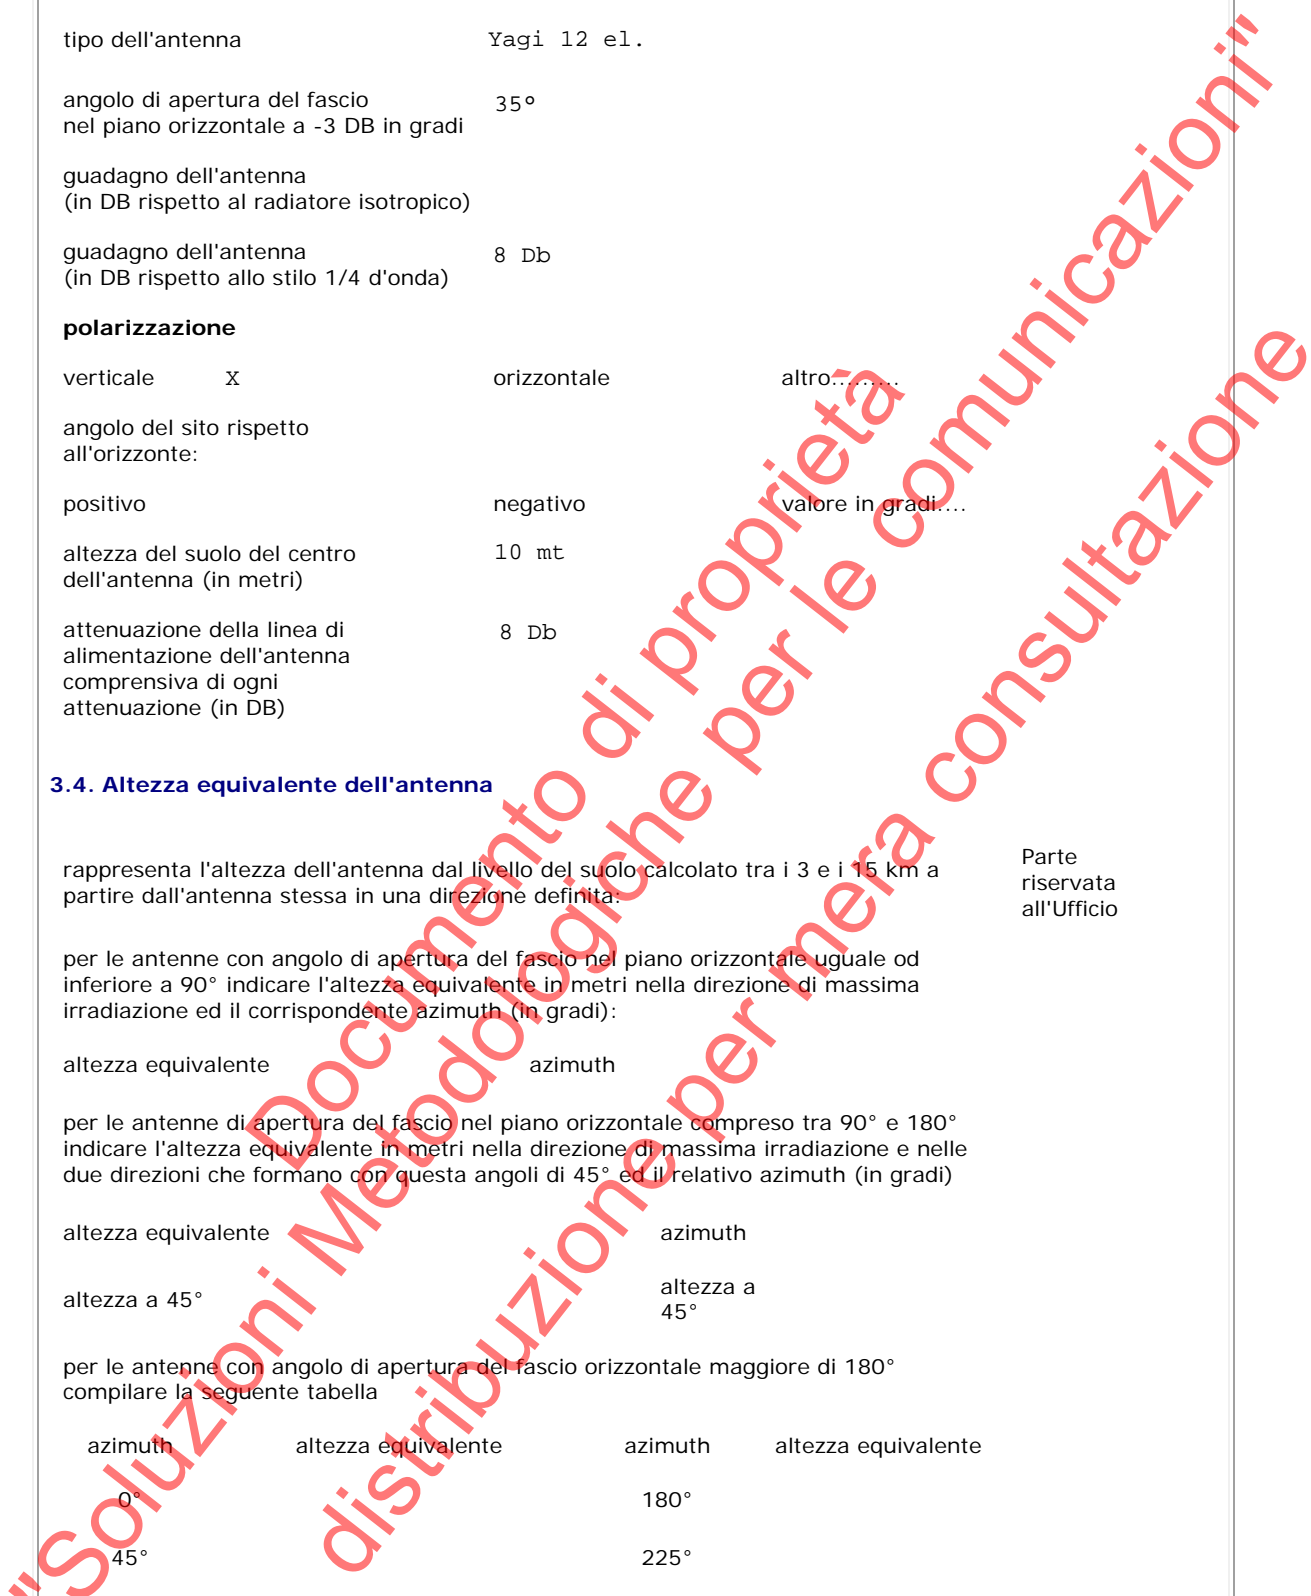 tipo dell'antenna Yagi 12 el.
angolo di apertura del fascio
nel piano orizzontale a -3 DB in gradi 35º
guadagno dell'antenna
(in DB rispetto al radiatore isotropico)
guadagno dell'antenna
(in DB rispetto allo stilo 1/4 d'onda) 8 Db
polarizzazione
verticale X orizzontale altro.........
angolo del sito rispetto
all'orizzonte:
positivo negativo valore in gradi....
altezza del suolo del centro
dell'antenna (in metri) 10 mt
attenuazione della linea di
alimentazione dell'antenna
comprensiva di ogni
attenuazione (in DB) 8 Db
3.4. Altezza equivalente dell'antenna
rappresenta l'altezza dell'antenna dal livello del suolo calcolato tra i 3 e i 15 km a
partire dall'antenna stessa in una direzione definita:
Parte
riservata
all'Ufficio
per le antenne con angolo di apertura del fascio nel piano orizzontale uguale od
inferiore a 90° indicare l'altezza equivalente in metri nella direzione di massima
irradiazione ed il corrispondente azimuth (in gradi):
altezza equivalente azimuth
per le antenne di apertura del fascio nel piano orizzontale compreso tra 90° e 180°
indicare l'altezza equivalente in metri nella direzione di massima irradiazione e nelle
due direzioni che formano con questa angoli di 45° ed il relativo azimuth (in gradi)
altezza equivalente azimuth
altezza a 45° altezza a
45°
per le antenne con angolo di apertura del fascio orizzontale maggiore di 180°
compilare la seguente tabella
azimuth altezza equivalente azimuth altezza equivalente
0° 180°
45° 225°
Documento di proprietà
"Soluzioni Metodologiche per le comunicazioni"
distribuzione per mera consultazione